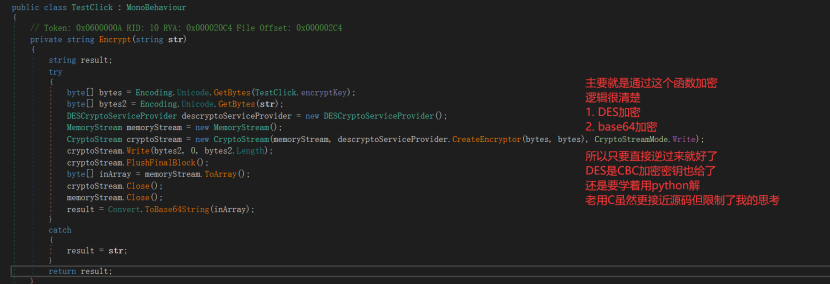 public class TestClick : MonoBehaviour
{
// Token: 0x0600000A RID: 10 RVA: 0x000020C4 File Offset: 0x000002C4
private string Encrypt(string str)
{
string result;
try
{
byte[] bytes = Encoding.Unicode.GetBytes(TestClick.encryptKey);
byte[] bytes2 = Encoding.Unicode.GetBytes(str);
DESCryptoServiceProvider descryptoServiceProvider = new DESCryptoServiceProvider();
MemoryStream memoryStream = new MemoryStream();
CryptoStream cryptoStream = new CryptoStream(memoryStream, descryptoServiceProvider.CreateEncryptor(bytes, bytes), CryptoStreamMode.Write);
cryptoStream.Write(bytes2, 0, bytes2.Length);
cryptoStream.FlushFinalBlock();
byte[] inArray = memoryStream.ToArray();
cryptoStream.Close();
memoryStream.Close();
result = Convert.ToBase64String(inArray);
}
catch
{
result = str;
}
return result;
}
主要就是通过这个函数加密
逻辑很清楚
1. DES加密
2. base64加密
所以只要直接逆过来就好了
DES是CBC加密密钥也给了
还是要学着用python解
老用C虽然更接近源码但限制了我的思考